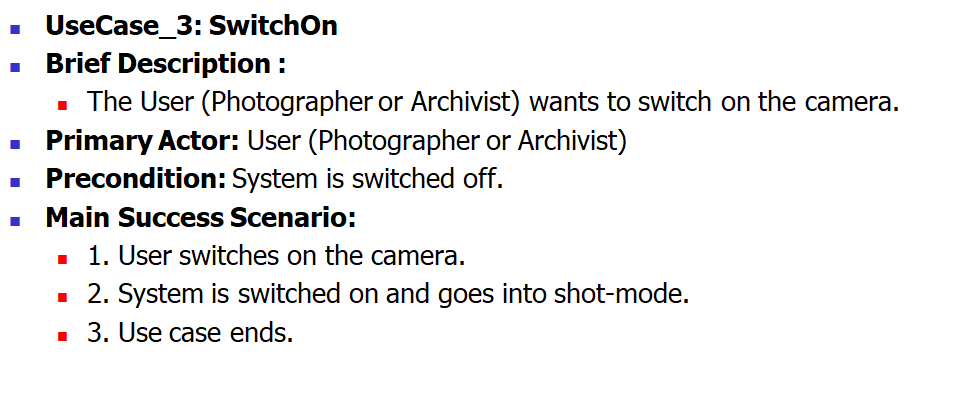 UseCase_3: SwitchOn
Brief Description :
The User (Photographer or Archivist) wants to switch on the camera.
Primary Actor: User (Photographer or Archivist)
Precondition: System is switched off.
Main Success Scenario:
1. User switches on the camera.
2. System is switched on and goes into shot-mode.
3. Use case ends.